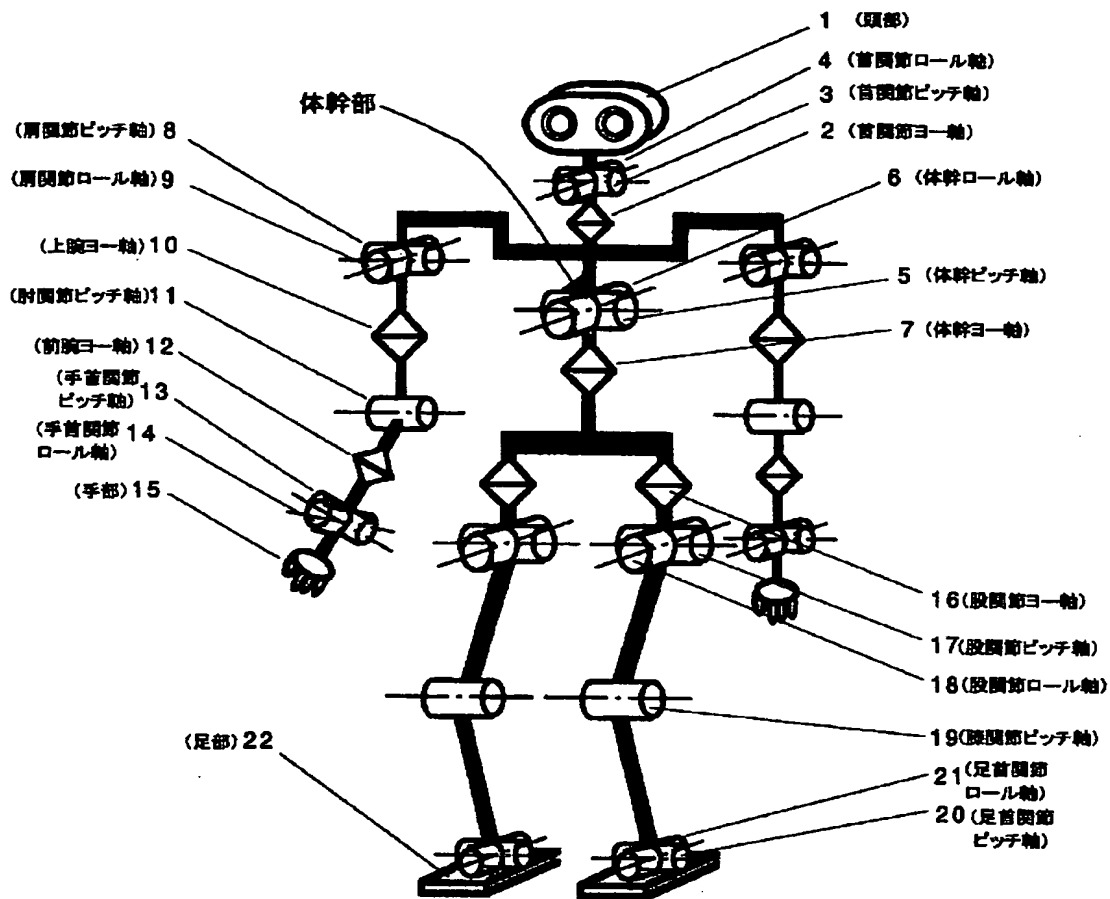 1 (頭部)
4 (首関節ロール軸)
3 (首関節ピッチ軸)
2 (首関節ヨー軸)
体幹部
(肩関節ピッチ軸) 8
(肩関節ロール軸) 9
6 (体幹ロール軸)
(上腕ヨー軸) 10
5 (体幹ピッチ軸)
(肘関節ピッチ軸) 11
7 (体幹ヨー軸)
(前腕ヨー軸) 12
(手首関節
ピッチ軸) 13
(手首関節 14
ロール軸)
(手部) 15
16 (股関節ヨー軸)
17 (股関節ピッチ軸)
18 (股関節ロール軸)
19 (膝関節ピッチ軸)
(足部) 22
21 (足首関節
ロール軸)
20 (足首関節
ピッチ軸)